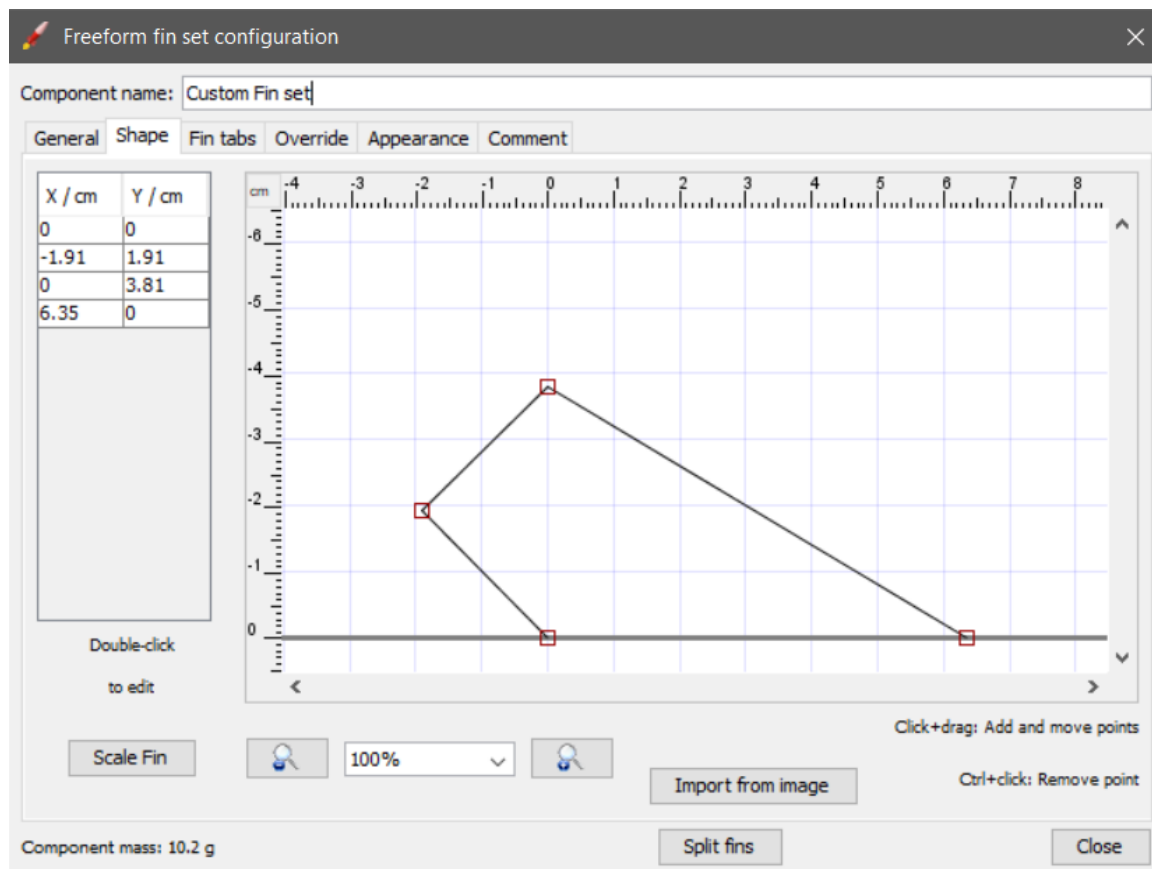 Freeform fin set configuration
Component name: Custom Fin set
General Shape Fin tabs Override Appearance Comment
X / cm Y / cm
0 0
-1.91 1.91
0 3.81
6.35 0
cm -4 -3 -2 -1 0 1 2 3 4 5 6 7 8
-6
-5
-4
-3
-2
-1
0
Double-click
to edit
Click+drag: Add and move points
Scale Fin 100%
Import from image
Ctrl+click: Remove point
Component mass: 10.2 g
Split fins
Close